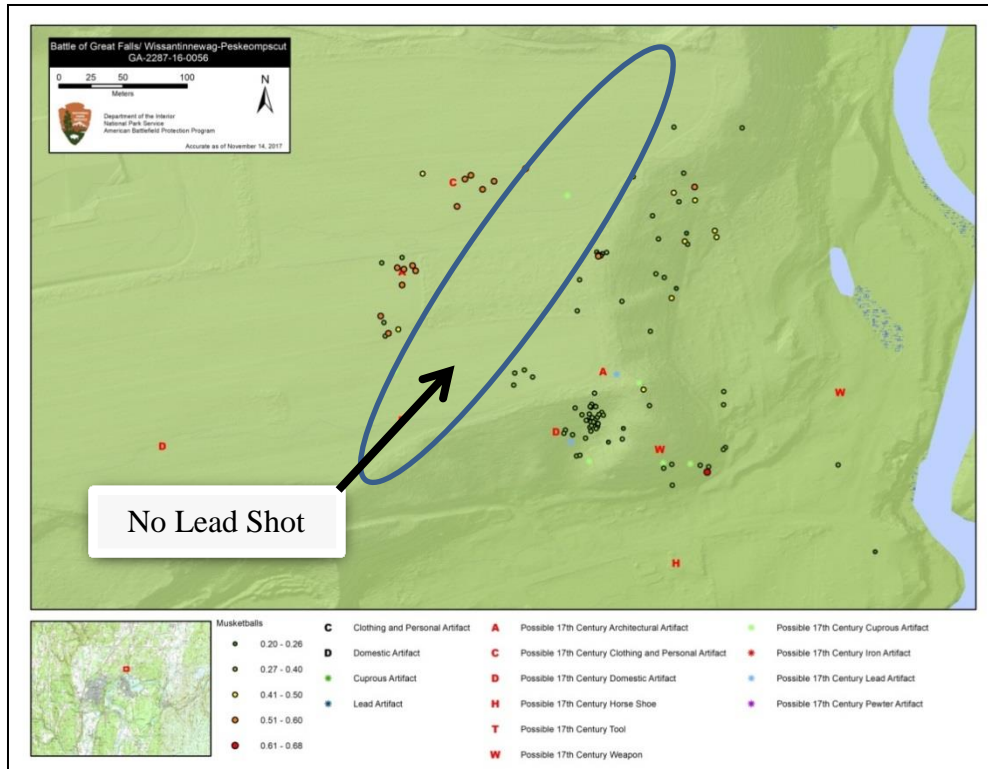 Battle of Great Falls/ Wissantinnewag-Peskeompscut
GA-2287-16-0056
0 25 50 100
Meters
N
Department of the Interior
National Park Service
American Battlefield Protection Program
Accurate as of November 14, 2017
C
A
A
W
D
D
W
No Lead Shot
H
Musketballs
0.20 - 0.26
0.27 - 0.40
0.41 - 0.50
0.51 - 0.60
0.61 - 0.68
C Clothing and Personal Artifact
D Domestic Artifact
Cuprous Artifact
Lead Artifact
A Possible 17th Century Architectural Artifact
C Possible 17th Century Clothing and Personal Artifact
D Possible 17th Century Domestic Artifact
H Possible 17th Century Horse Shoe
T Possible 17th Century Tool
W Possible 17th Century Weapon
Possible 17th Century Cuprous Artifact
Possible 17th Century Iron Artifact
Possible 17th Century Lead Artifact
Possible 17th Century Pewter Artifact